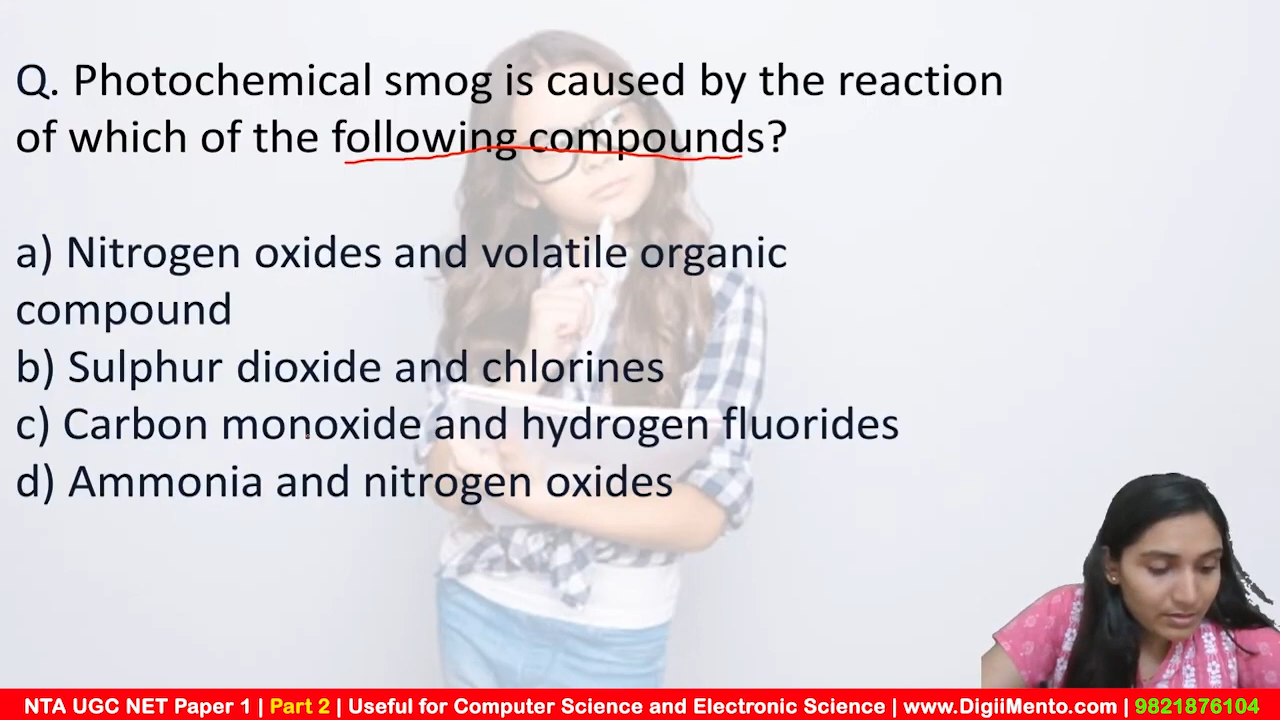 Q. Photochemical smog is caused by the reaction
of which of the following compounds?
a) Nitrogen oxides and volatile organic
compound
b) Sulphur dioxide and chlorines
c) Carbon monoxide and hydrogen fluorides
d) Ammonia and nitrogen oxides
NTA UGC NET Paper 1 | Part 2 | Useful for Computer Science and Electronic Science | www.DigiiMento.com | 9821876104